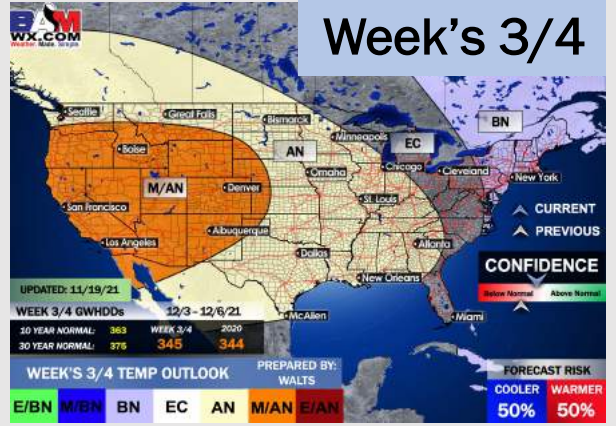 Week's 3/4
BAM
WX.COM
Weather. Made. Simple.
Seattle
Great Falls
Bismarck
Minneapolis
BN
Boise
AN
EC
Chicago
Cleveland
New York
Omaha
M/AN
Denver
St. Louis
San Francisco
CURRENT
PREVIOUS
Albuquerque
Los Angeles
Atlanta
Dallas
CONFIDENCE
Below Normal Above Normal
New Orleans
UPDATED: 11/19/21
WEEK 3/4 GWHDDs 12/3 - 12/6/21
McAllen
Miami
10 YEAR NORMAL: 363 WEEK 3/4 2020
30 YEAR NORMAL: 375 345 344
WEEK'S 3/4 TEMP OUTLOOK
PREPARED BY:
WALTS
FORECAST RISK
COOLER WARMER
50% 50%
E/BN M/BN BN EC AN M/AN E/AN